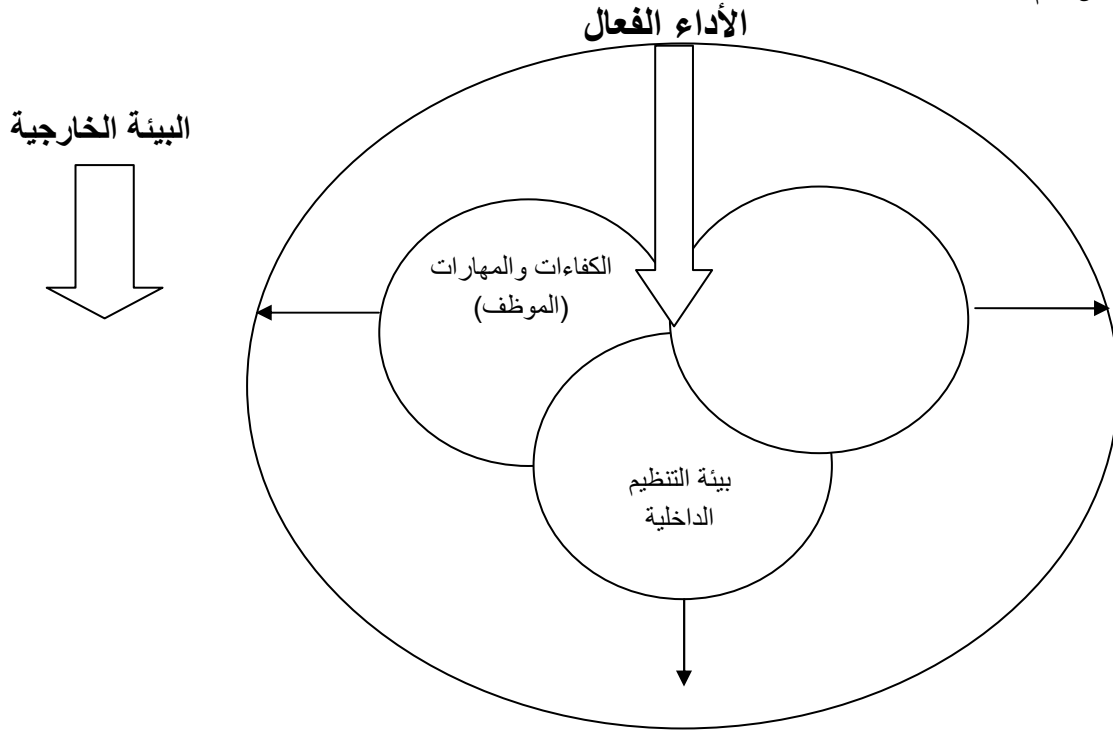 الأداء الفعال
البيئة الخارجية
الكفاءات والمهارات
(الموظف)
بيئة التنظيم
الداخلية